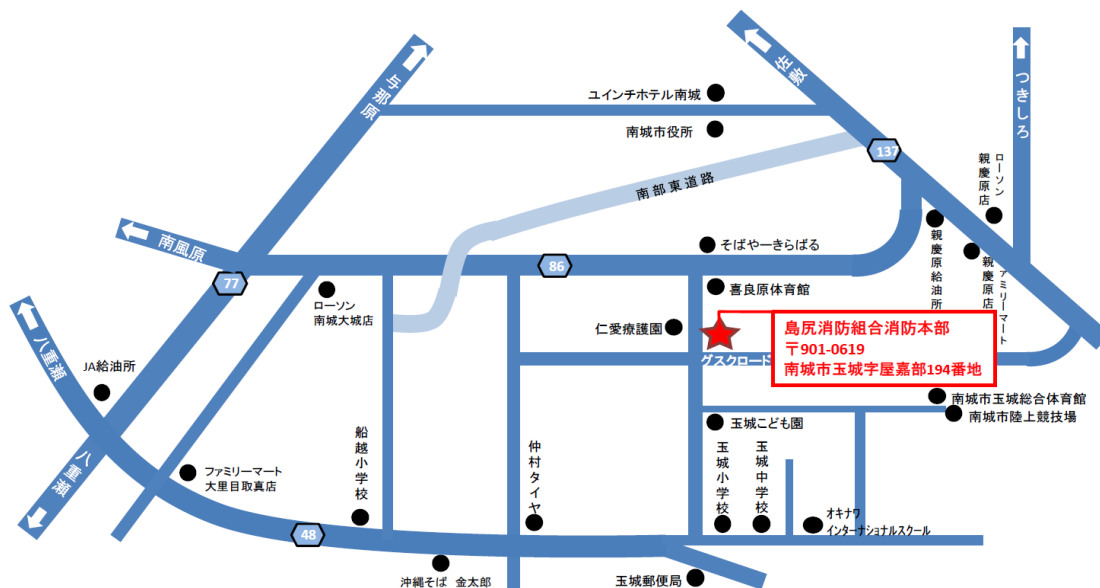 佐敷
つきしろ
与那原
ユインチホテル南城
南城市役所
137
南部東道路
ローソン
親慶原店
南風原
そばやーきらばる
86
77
親慶原給油所
ファミリーマート
親慶原店
喜良原体育館
ローソン
南城大城店
仁愛療護園
島尻消防組合消防本部
〒901-0619
南城市玉城字屋嘉部194番地
グスクロード
八重瀬
JA給油所
南城市玉城総合体育館
南城市陸上競技場
玉城こども園
船越小学校
仲村タイヤ
玉城小学校
玉城中学校
八重瀬
ファミリーマート
大里目取真店
オキナワ
インターナショナルスクール
48
沖縄そば 金太郎
玉城郵便局